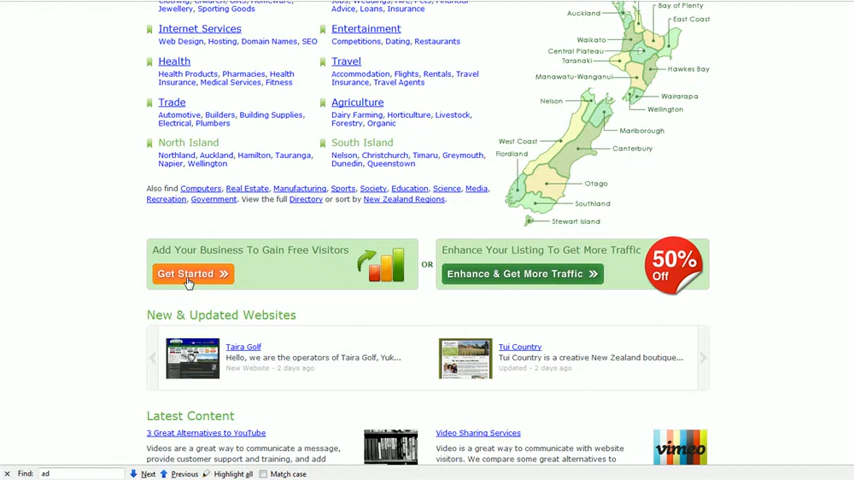 Jewellery, Sporting Goods
Advice, Loans, Insurance
Internet Services
Web Design, Hosting, Domain Names, SEO
Entertainment
Competitions, Dating, Restaurants
Health
Health Products, Pharmacies, Health
Insurance, Medical Services, Fitness
Travel
Accommodation, Flights, Rentals, Travel
Insurance, Travel Agents
Trade
Automotive, Builders, Building Supplies,
Electrical, Plumbers
Agriculture
Dairy Farming, Horticulture, Livestock,
Forestry, Organic
North Island
Northland, Auckland, Hamilton, Tauranga,
Napier, Wellington
South Island
Nelson, Christchurch, Timaru, Greymouth,
Dunedin, Queenstown
Also find Computers, Real Estate, Manufacturing, Sports, Society, Education, Science, Media,
Recreation, Government. View the full Directory or sort by New Zealand Regions.
Bay of Plenty
Auckland
East Coast
Waikato
Central Plateau
Taranaki
Hawkes Bay
Manawatu-Wanganui
Wairarapa
Nelson
Wellington
Marlborough
West Coast
Canterbury
Fiordland
Otago
Southland
Stewart Island
Add Your Business To Gain Free Visitors
Get Started »
OR
Enhance Your Listing To Get More Traffic
Enhance & Get More Traffic »
50%
Off
New & Updated Websites
Taira Golf
Hello, we are the operators of Taira Golf, Yuk...
New Website - 2 days ago
Tui Country
Tui Country is a creative New Zealand boutique...
Updated - 2 days ago
Latest Content
3 Great Alternatives to YouTube
Videos are a great way to communicate a message,
provide customer support and training, and add
Video Sharing Services
Video is a great way to communicate with website
visitors. We compare some great alternatives to
vimeo
Find: ad
Next
Previous
Highlight all
Match case